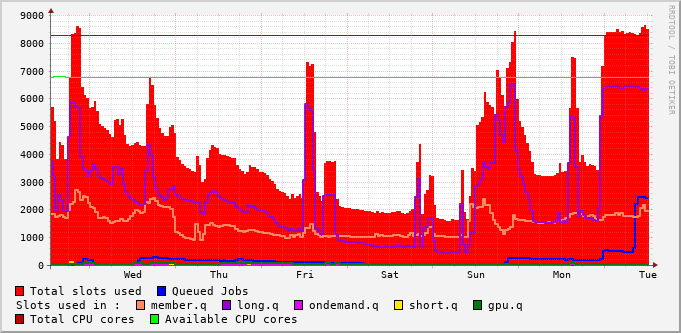 9000
8000
7000
6000
5000
4000
3000
2000
1000
0
Wed Thu Fri Sat Sun Mon Tue
RRDTOOL / TOBI OETIKER
Total slots used Queued Jobs
Slots used in : member.q long.q ondemand.q short.q gpu.q
Total CPU cores Available CPU cores